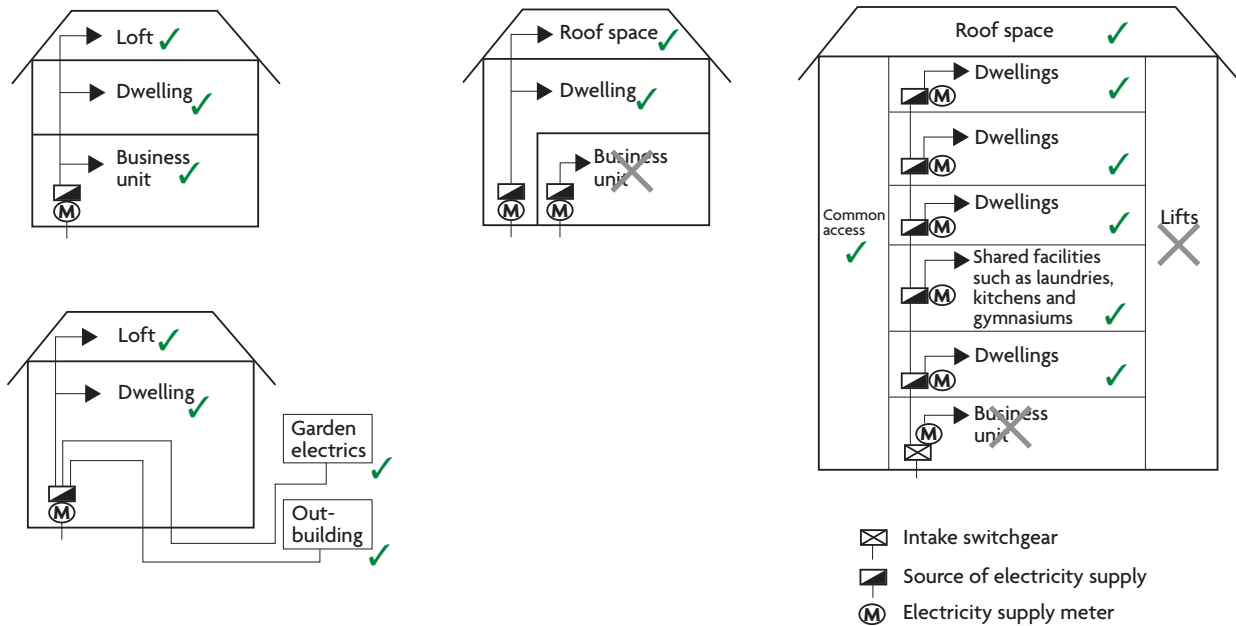 Loft
Dwelling
Business
unit
M
Roof space
Dwelling
Business
unit
M
M
Roof space
Dwellings
M
Dwellings
M
Common
access
Dwellings
M
Lifts
Shared facilities
such as laundries,
kitchens and
gymnasiums
M
Dwellings
M
Business
unit
M
Loft
Dwelling
Garden
electrics
M
Out-
building
Intake switchgear
Source of electricity supply
M Electricity supply meter